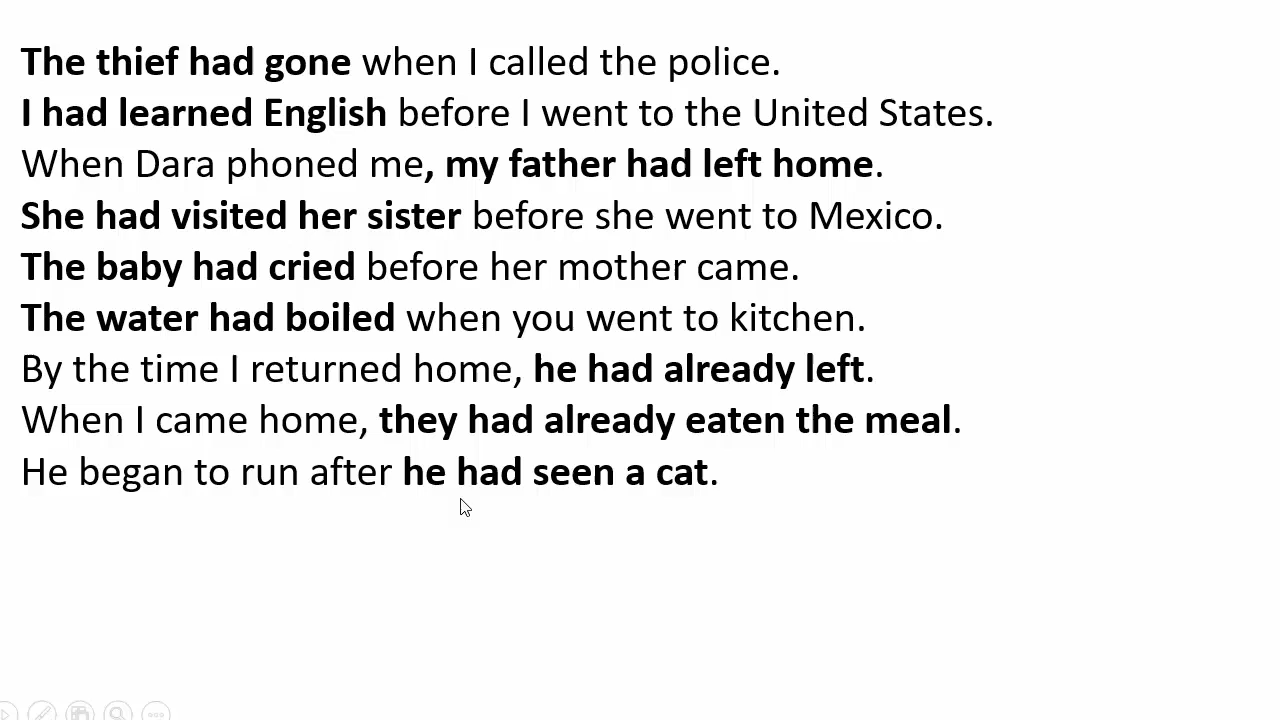 The thief had gone when I called the police.
I had learned English before I went to the United States.
When Dara phoned me, my father had left home.
She had visited her sister before she went to Mexico.
The baby had cried before her mother came.
The water had boiled when you went to kitchen.
By the time I returned home, he had already left.
When I came home, they had already eaten the meal.
He began to run after he had seen a cat.